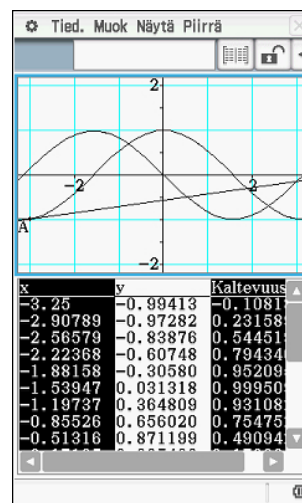 Tied. Muok Näytä Piirrä
2
-2 2
A
-2
x y Kaltevuus
-3.25 -0.99413 -0.1081
-2.90789 -0.97282 0.23158
-2.56579 -0.83876 0.54451
-2.22368 -0.60748 0.79434
-1.88158 -0.30580 0.95209
-1.53947 0.031318 0.99950
-1.19737 0.364809 0.93108
-0.85526 0.656020 0.75475
-0.51316 0.871199 0.49094